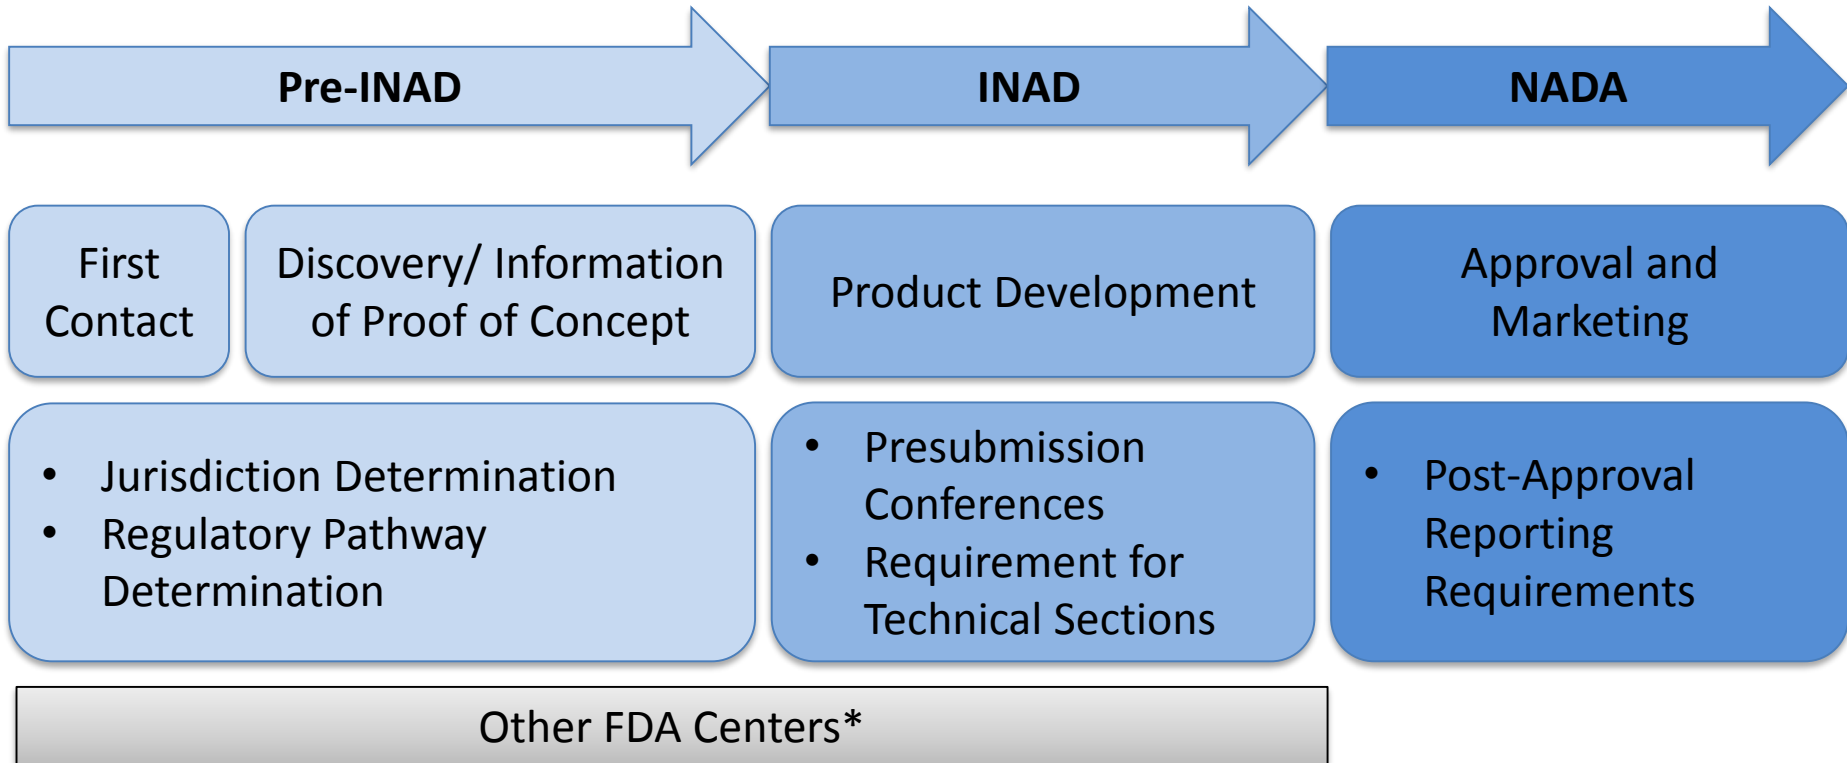 Pre-INAD
INAD
NADA
First
Contact
Discovery/ Information
of Proof of Concept
Product Development
Approval and
Marketing
• Jurisdiction Determination
• Regulatory Pathway
Determination
• Presubmission
Conferences
• Requirement for
Technical Sections
• Post-Approval
Reporting
Requirements
Other FDA Centers*